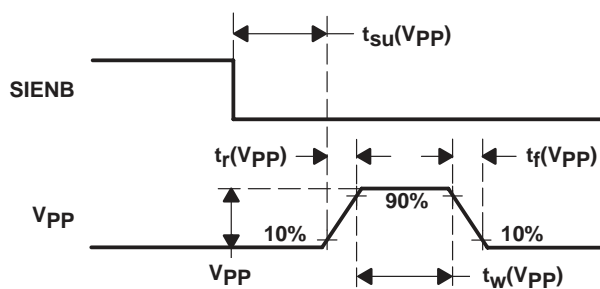 tsu(VPP)
SIENB
tr(VPP)
tf(VPP)
VPP
90%
10%
10%
VPP
tw(VPP)